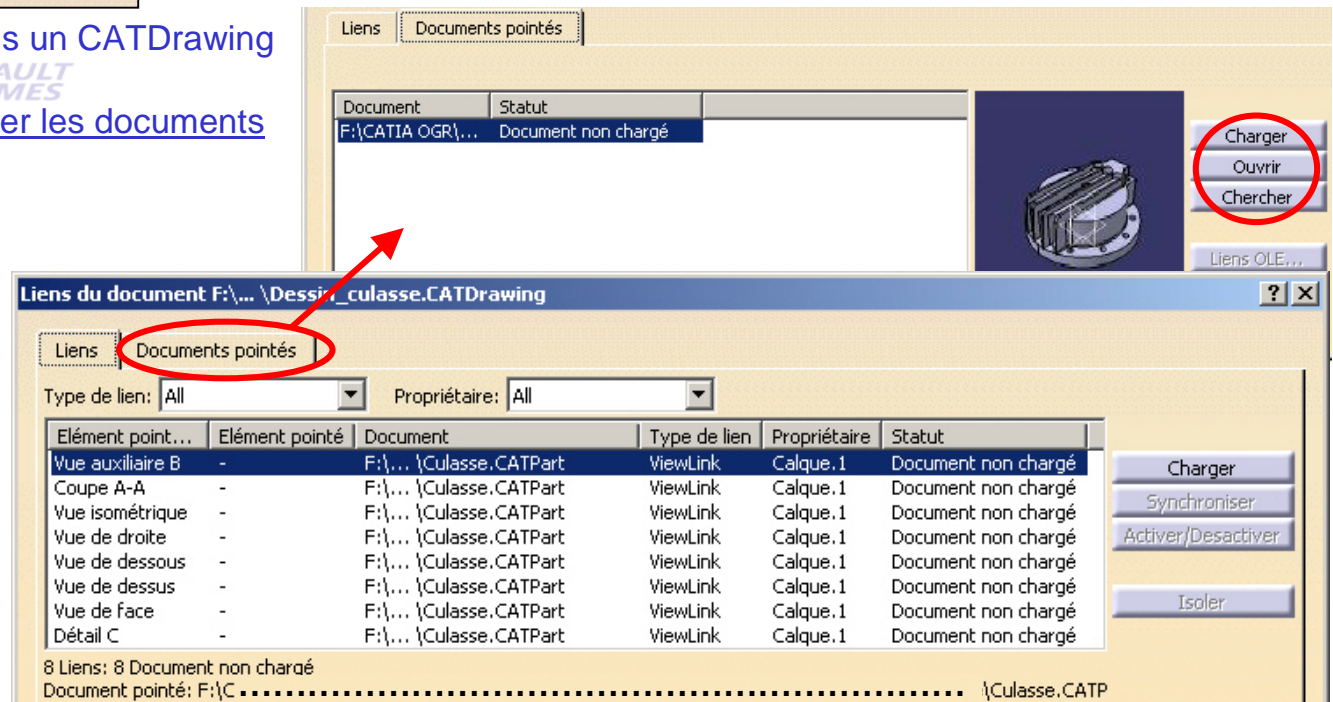 s un CATDrawing
AULT
MES
er les documents
Liens Documents pointés
Document Statut
F:\CATIA OGR\... Document non chargé
Charger
Ouvrir
Chercher
Liens OLE...
Liens du document F:\... \Dessin_culasse.CATDrawing
Liens Documents pointés
Type de lien: All Propriétaire: All
Elément point... Elément pointé Document Type de lien Propriétaire Statut
Vue auxiliaire B - F:\... \Culasse.CATPart ViewLink Calque.1 Document non chargé
Coupe A-A - F:\... \Culasse.CATPart ViewLink Calque.1 Document non chargé
Vue isométrique - F:\... \Culasse.CATPart ViewLink Calque.1 Document non chargé
Vue de droite - F:\... \Culasse.CATPart ViewLink Calque.1 Document non chargé
Vue de dessous - F:\... \Culasse.CATPart ViewLink Calque.1 Document non chargé
Vue de dessus - F:\... \Culasse.CATPart ViewLink Calque.1 Document non chargé
Vue de face - F:\... \Culasse.CATPart ViewLink Calque.1 Document non chargé
Détail C - F:\... \Culasse.CATPart ViewLink Calque.1 Document non chargé
Charger
Synchroniser
Activer/Desactiver
Isoler
8 Liens: 8 Document non chargé
Document pointé: F:\C ... \Culasse.CATP